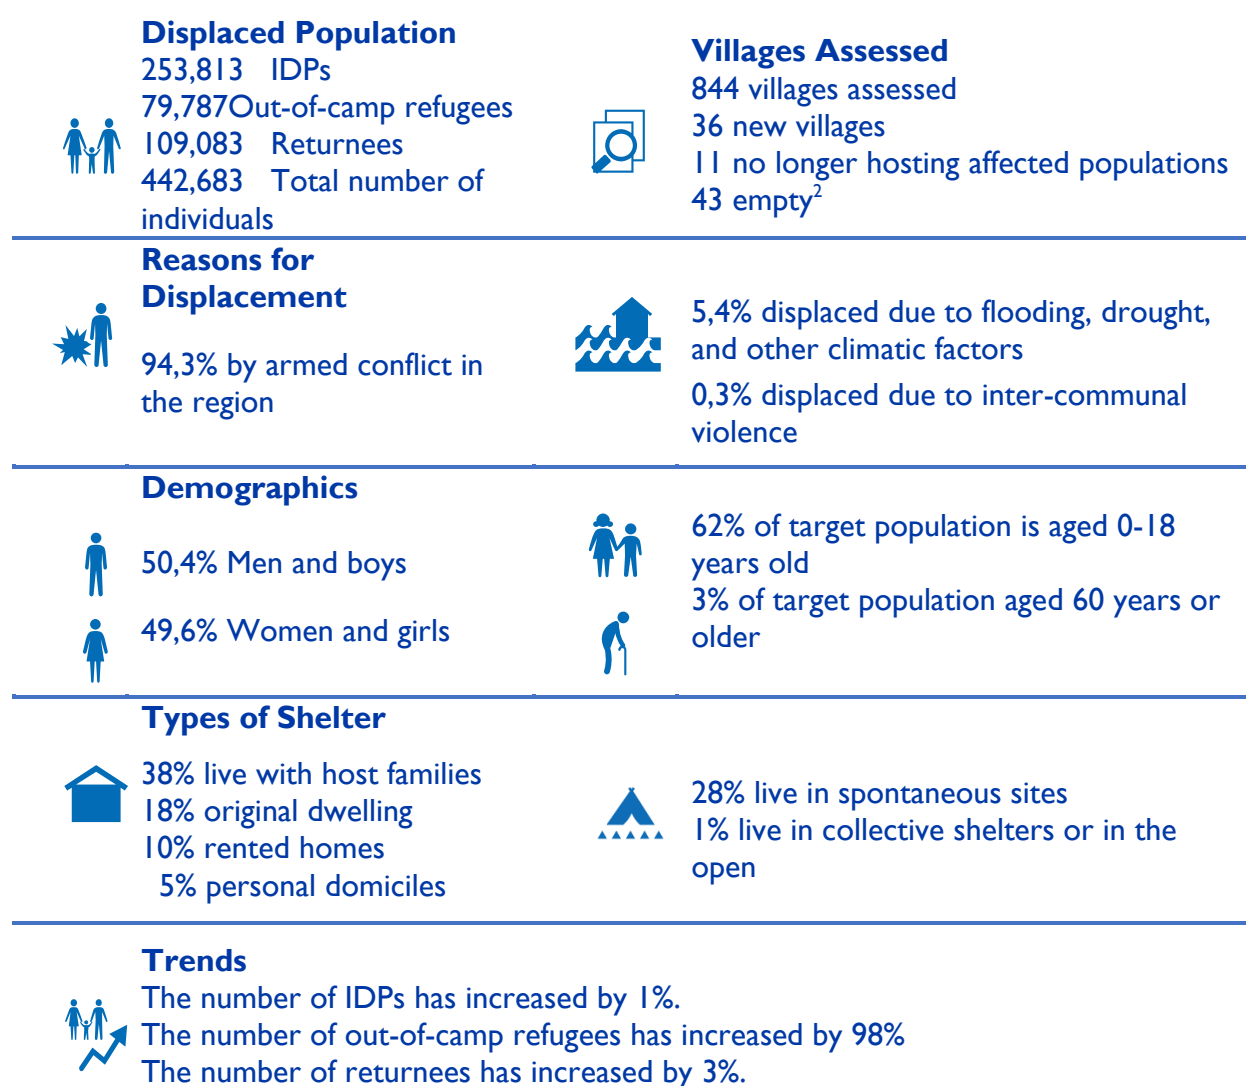 Displaced Population
253,813 IDPs
79,787Out-of-camp refugees
109,083 Returnees
442,683 Total number of
individuals
Villages Assessed
844 villages assessed
36 new villages
11 no longer hosting affected populations
43 empty2
Reasons for
Displacement
94,3% by armed conflict in
the region
5,4% displaced due to flooding, drought,
and other climatic factors
0,3% displaced due to inter-communal
violence
Demographics
50,4% Men and boys
49,6% Women and girls
62% of target population is aged 0-18
years old
3% of target population aged 60 years or
older
Types of Shelter
38% live with host families
18% original dwelling
10% rented homes
5% personal domiciles
28% live in spontaneous sites
1% live in collective shelters or in the
open
Trends
The number of IDPs has increased by 1%.
The number of out-of-camp refugees has increased by 98%
The number of returnees has increased by 3%.